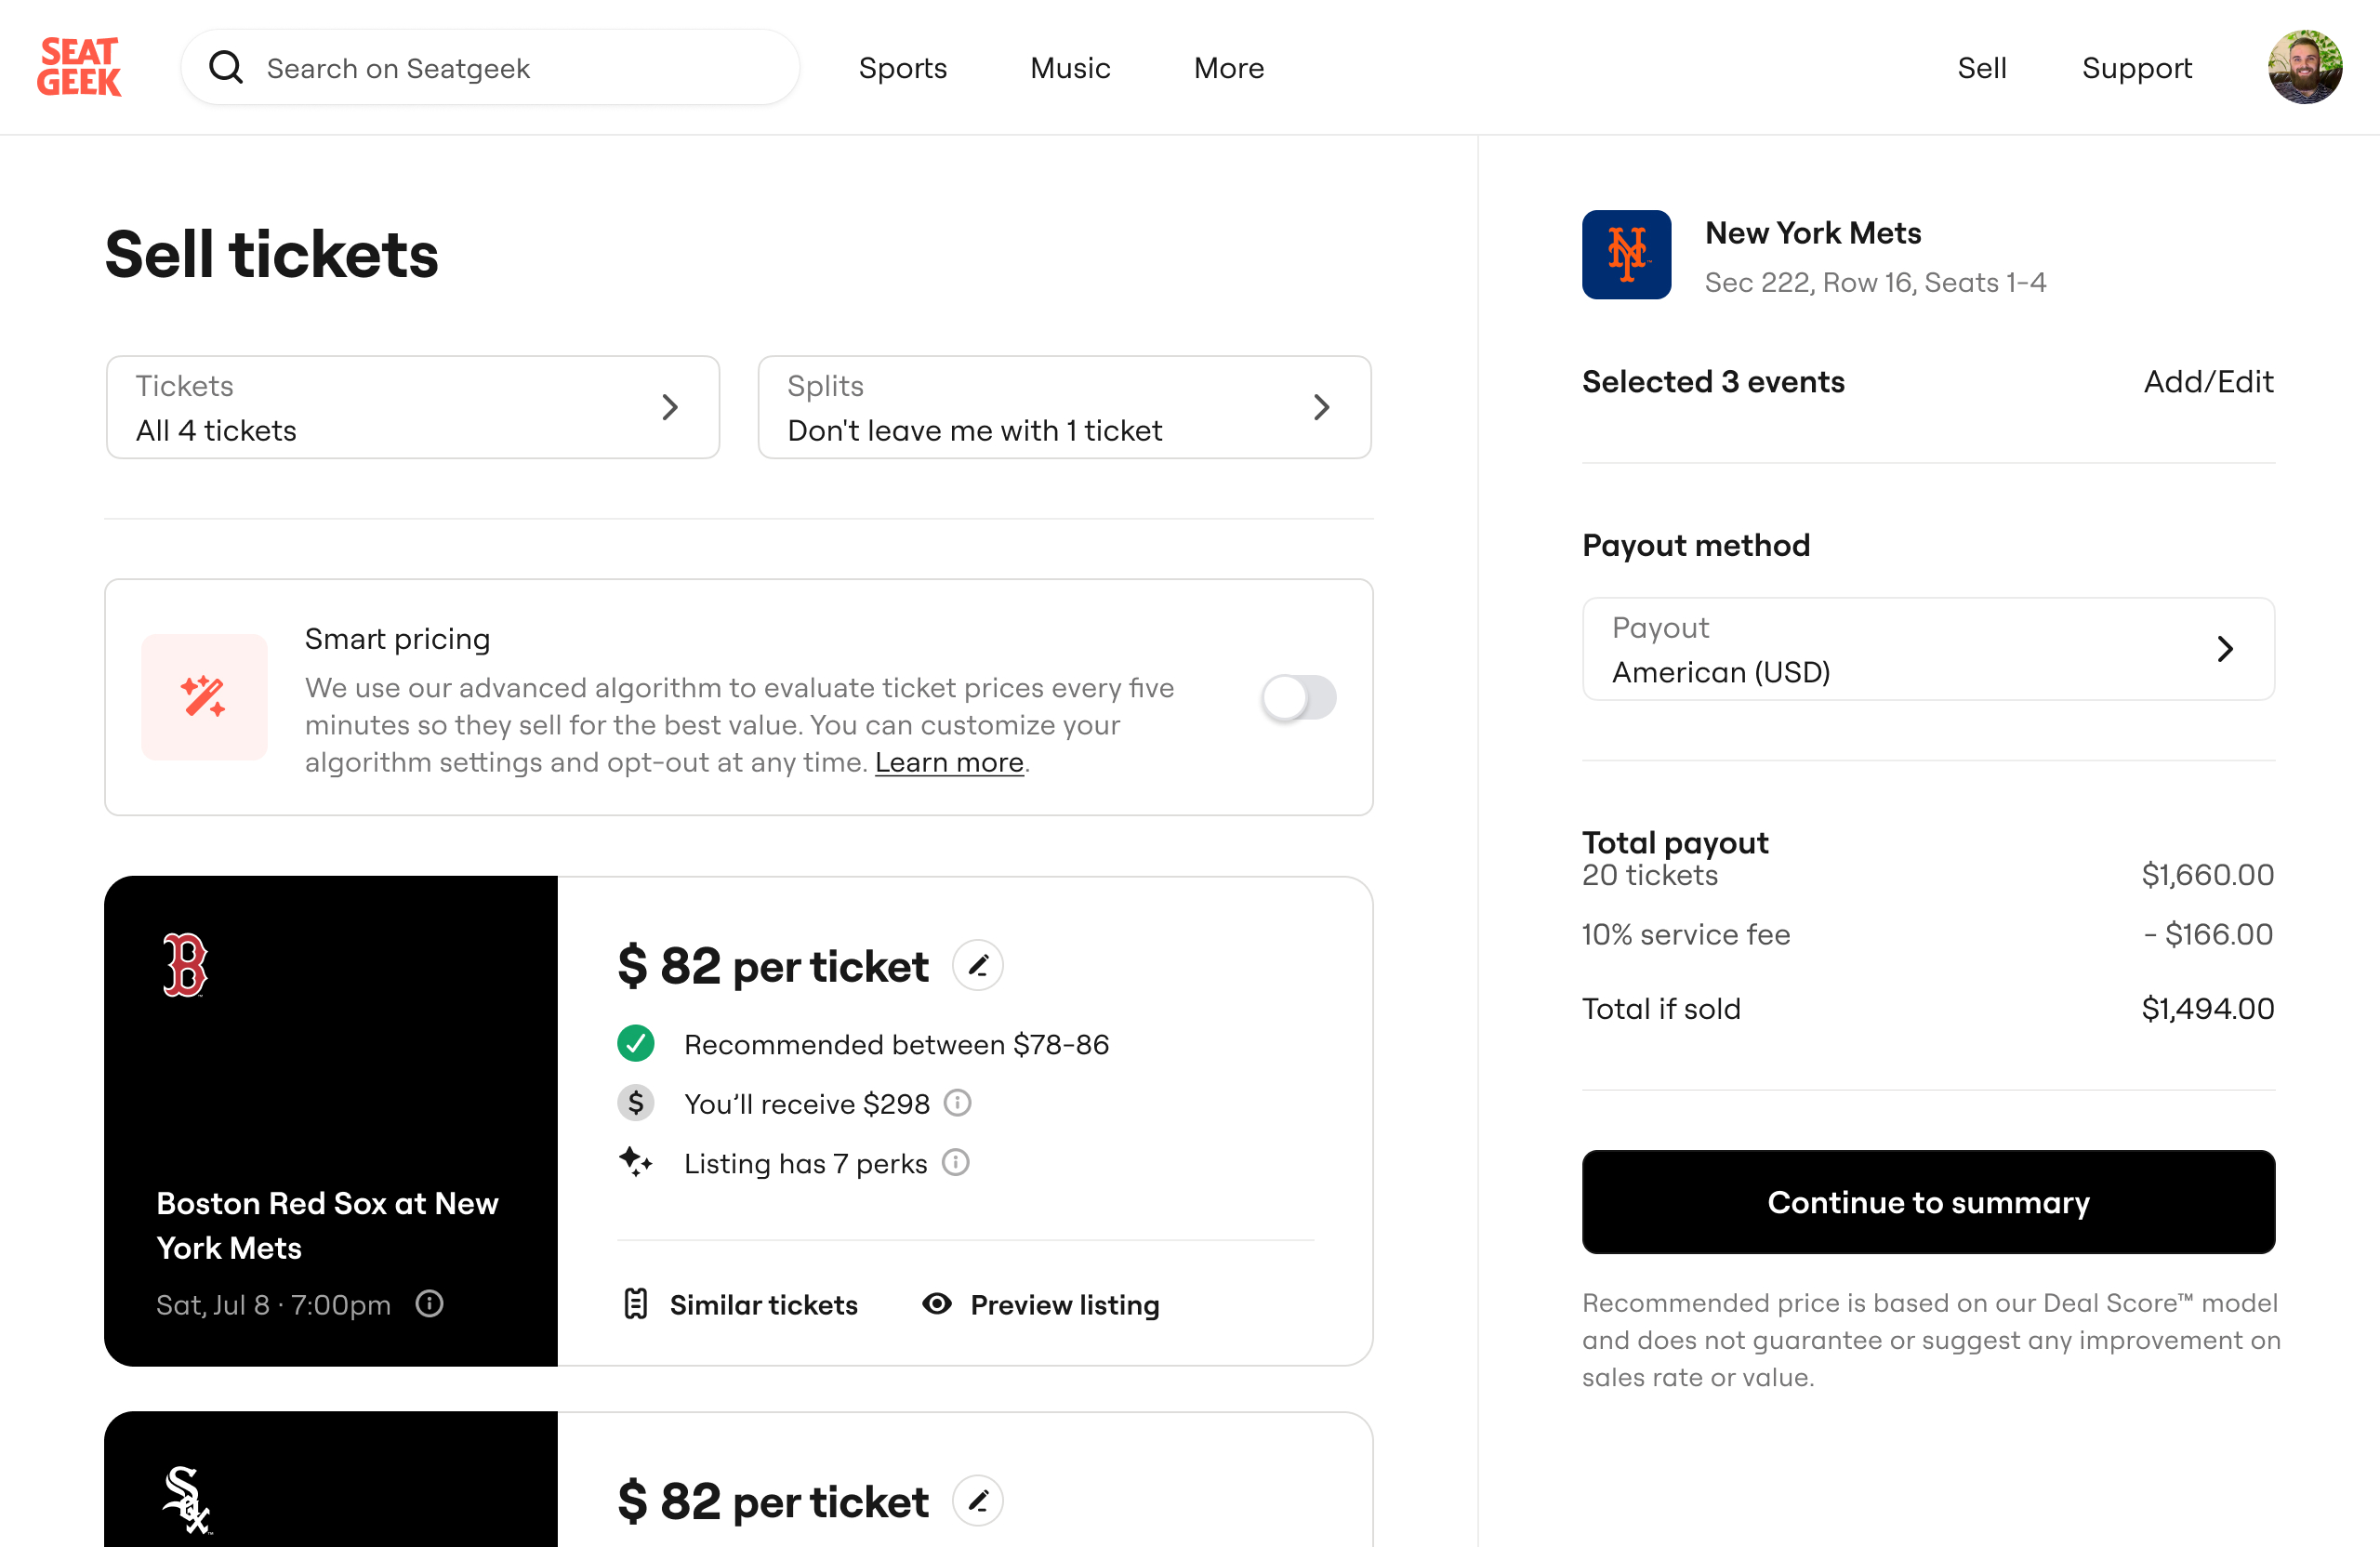 SEAT
GEEK
Search on Seatgeek
Sports
Music
More
Sell
Support
Sell tickets
Tickets
All 4 tickets
Splits
Don't leave me with 1 ticket
Smart pricing
We use our advanced algorithm to evaluate ticket prices every five
minutes so they sell for the best value. You can customize your
algorithm settings and opt-out at any time. Learn more.
B
Boston Red Sox at New
York Mets
Sat, Jul 8 · 7:00pm
$ 82 per ticket
Recommended between $78-86
$
You’ll receive $298
Listing has 7 perks
Similar tickets
Preview listing
Sox
$ 82 per ticket
NY
New York Mets
Sec 222, Row 16, Seats 1-4
Selected 3 events
Add/Edit
Payout method
Payout
American (USD)
Total payout
20 tickets
$1,660.00
10% service fee
- $166.00
Total if sold
$1,494.00
Continue to summary
Recommended price is based on our Deal Score™ model
and does not guarantee or suggest any improvement on
sales rate or value.